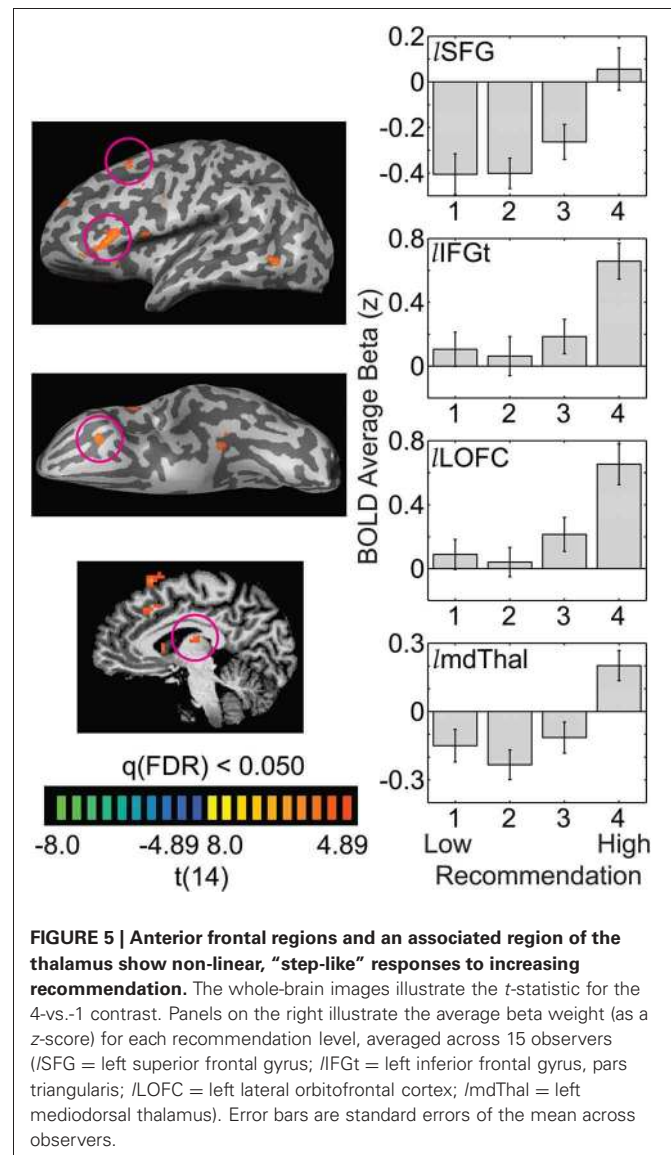 0.2
lSFG
0
-0.2
-0.4
1 2 3 4
0.8
lIFGt
0.4
0
1 2 3 4
0.8
lLOFC
0.4
0
1 2 3 4
0.3
lmdThal
0
-0.3
1 2 3 4
Low High
Recommendation
BOLD Average Beta (z)
q(FDR) < 0.050
-8.0 -4.89 8.0 4.89
t(14)
FIGURE 5 | Anterior frontal regions and an associated region of the
thalamus show non-linear, “step-like” responses to increasing
recommendation. The whole-brain images illustrate the t-statistic for the
4-vs.-1 contrast. Panels on the right illustrate the average beta weight (as a
z-score) for each recommendation level, averaged across 15 observers
(lSFG = left superior frontal gyrus; lIFGt = left inferior frontal gyrus, pars
triangularis; lLOFC = left lateral orbitofrontal cortex; lmdThal = left
mediodorsal thalamus). Error bars are standard errors of the mean across
observers.